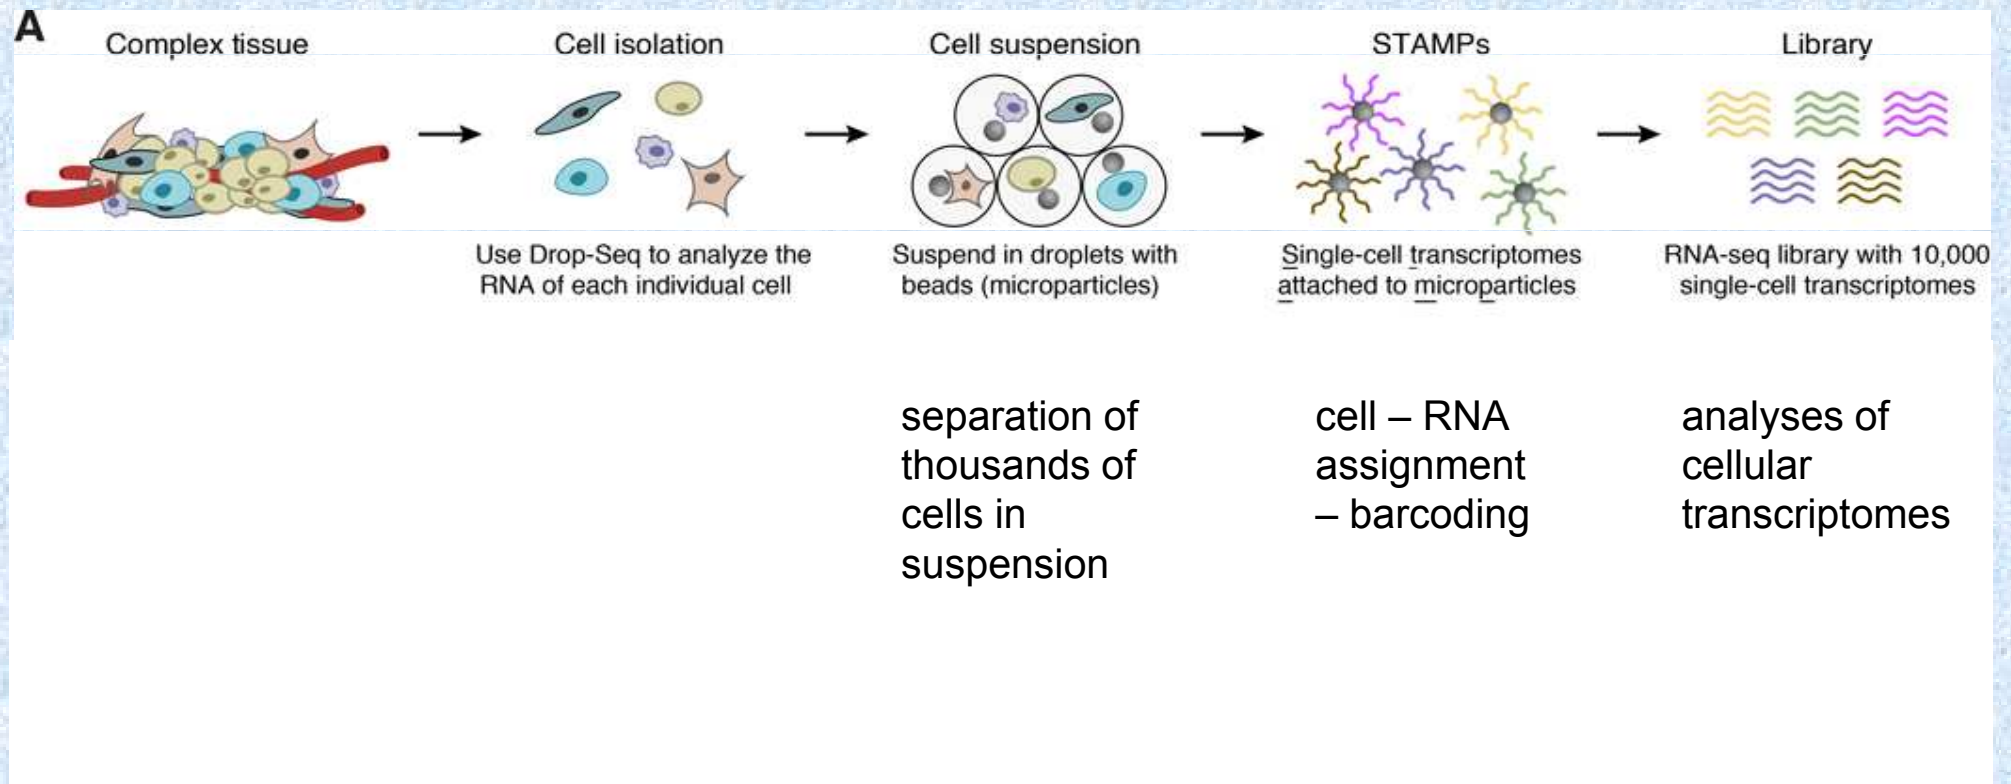 A
Complex tissue
Cell isolation
Cell suspension
STAMPs
Library
Use Drop-Seq to analyze the
RNA of each individual cell
Suspend in droplets with
beads (microparticles)
Single-cell transcriptomes
attached to microparticles
RNA-seq library with 10,000
single-cell transcriptomes
separation of
thousands of
cells in
suspension
cell – RNA
assignment
– barcoding
analyses of
cellular
transcriptomes